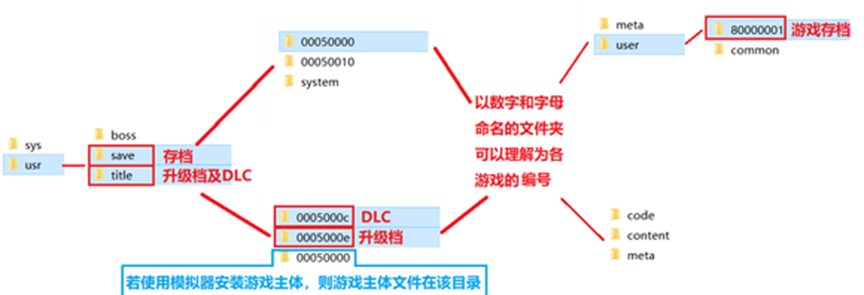 sys
usr
boss
save 存档
title 升级档及DLC
00050000
00050010
system
0005000c DLC
0005000e 升级档
00050000
若使用模拟器安装游戏主体，则游戏主体文件在该目录
以数字和字母
命名的文件夹
可以理解为各
游戏的编号
meta
user
80000001 游戏存档
common
code
content
meta